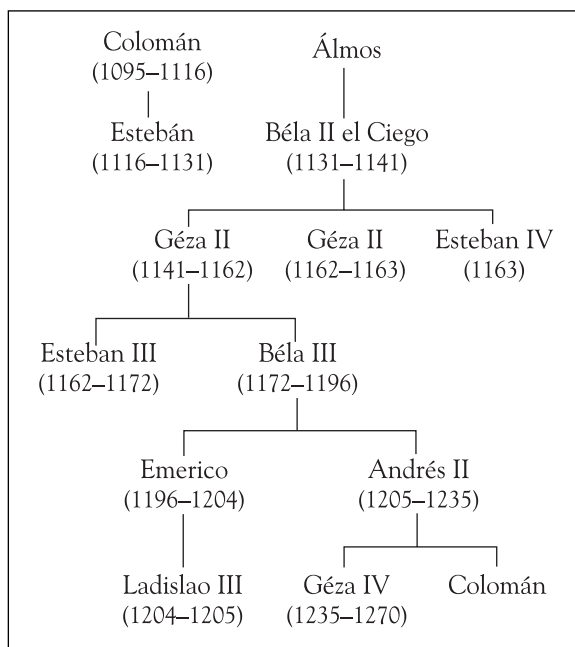 Colomán
(1095–1116)
Álmos
Estebán
(1116–1131)
Béla II el Ciego
(1131–1141)
Géza II
(1141–1162)
Géza II
(1162–1163)
Esteban IV
(1163)
Esteban III
(1162–1172)
Béla III
(1172–1196)
Emerico
(1196–1204)
Andrés II
(1205–1235)
Ladislao III
(1204–1205)
Géza IV
(1235–1270)
Colomán